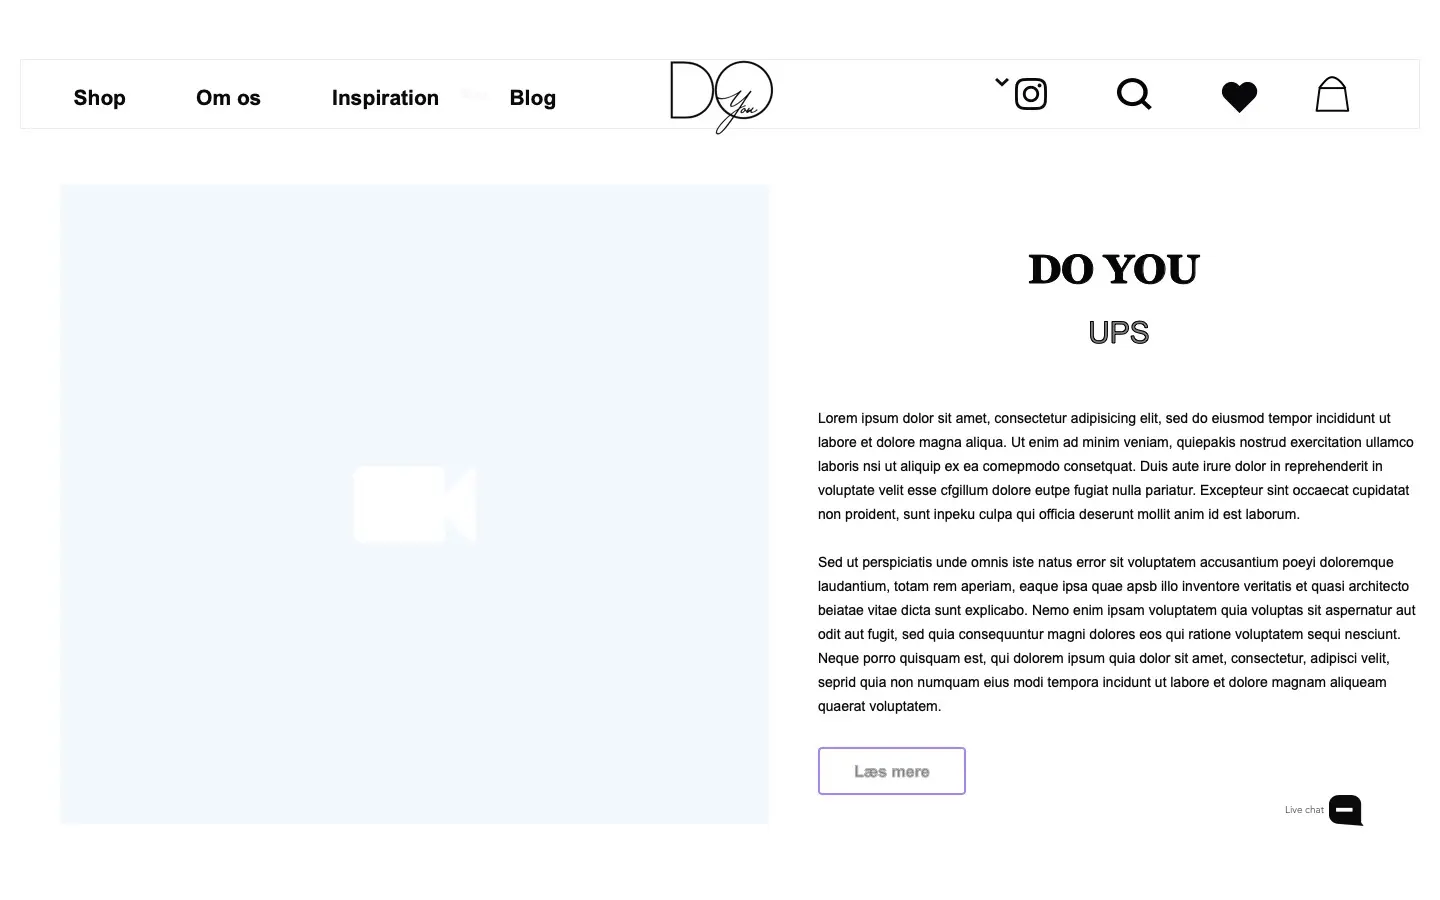 Shop Om os Inspiration Blog
DO You
DO YOU
UPS
Lorem ipsum dolor sit amet, consectetur adipisicing elit, sed do eiusmod tempor incididunt ut
labore et dolore magna aliqua. Ut enim ad minim veniam, quiepakis nostrud exercitation ullamco
laboris nsi ut aliquip ex ea comepmodo consetquat. Duis aute irure dolor in reprehenderit in
voluptate velit esse cfgillum dolore eutpe fugiat nulla pariatur. Excepteur sint occaecat cupidatat
non proident, sunt inpeku culpa qui officia deserunt mollit anim id est laborum.
Sed ut perspiciatis unde omnis iste natus error sit voluptatem accusantium poeyi doloremque
laudantium, totam rem aperiam, eaque ipsa quae apsb illo inventore veritatis et quasi architecto
beiatae vitae dicta sunt explicabo. Nemo enim ipsam voluptatem quia voluptas sit aspernatur aut
odit aut fugit, sed quia consequuntur magni dolores eos qui ratione voluptatem sequi nesciunt.
Neque porro quisquam est, qui dolorem ipsum quia dolor sit amet, consectetur, adipisci velit,
seprid quia non numquam eius modi tempora incidunt ut labore et dolore magnam aliqueam
quaerat voluptatem.
Læs mere
Live chat